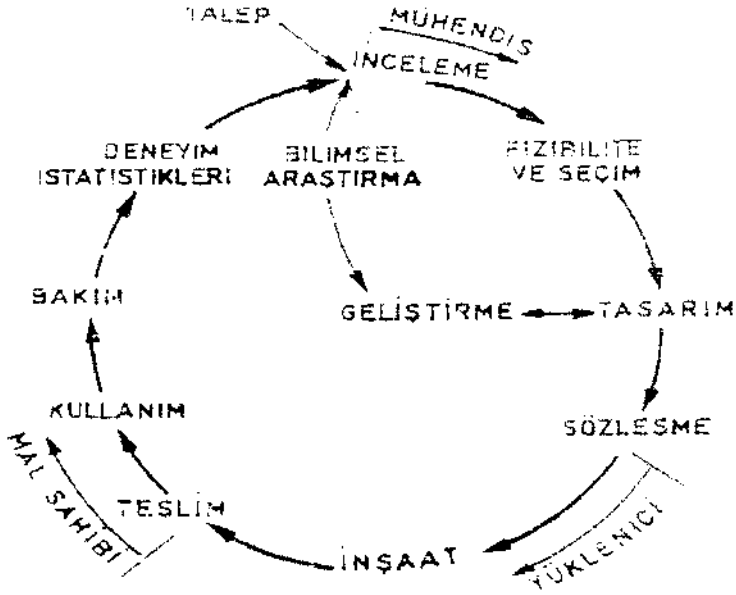 TALEP
MÜHENDİS
İNCELEME
DENEYİM
İSTATİSTİKLERİ
BİLİMSEL
ARAŞTIRMA
FİZİBİLİTE
VE SEÇİM
BAKIM
GELİŞTİRME
TASARIM
KULLANIM
SÖZLEŞME
MAL SAHİBİ
TESLİM
İNŞAAT
YÜKLENİCİ